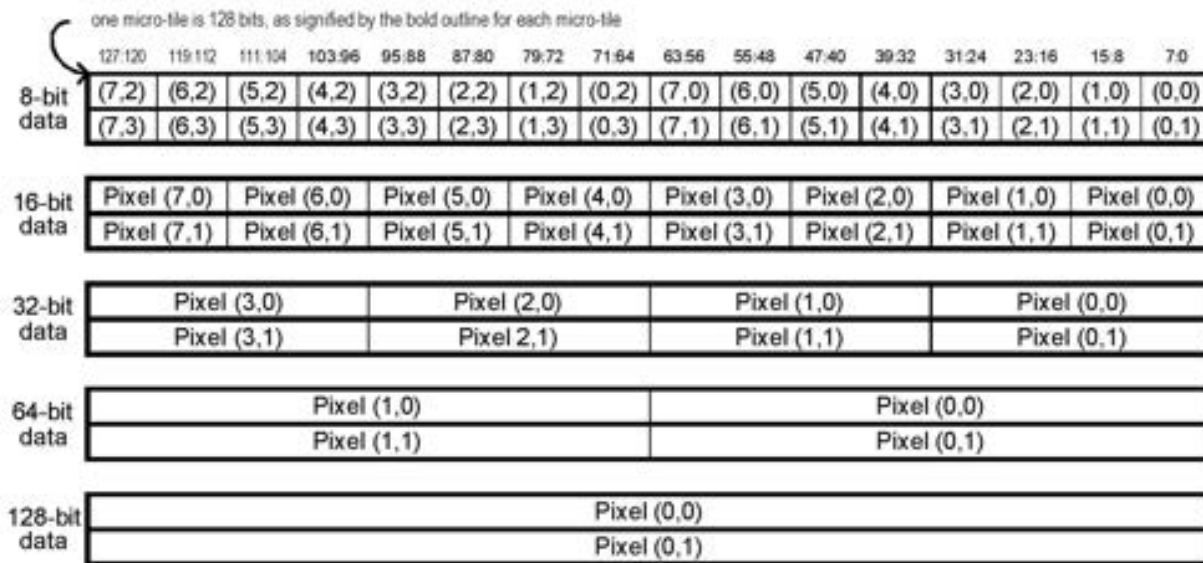 one micro-tile is 128 bits, as signified by the bold outline for each micro-tile
127:120 119:112 111:104 103:96 95:88 87:80 79:72 71:64 63:56 55:48 47:40 39:32 31:24 23:16 15:8 7:0
8-bit data
(7,2) (6,2) (5,2) (4,2) (3,2) (2,2) (1,2) (0,2) (7,0) (6,0) (5,0) (4,0) (3,0) (2,0) (1,0) (0,0)
(7,3) (6,3) (5,3) (4,3) (3,3) (2,3) (1,3) (0,3) (7,1) (6,1) (5,1) (4,1) (3,1) (2,1) (1,1) (0,1)
16-bit data
Pixel (7,0) Pixel (6,0) Pixel (5,0) Pixel (4,0) Pixel (3,0) Pixel (2,0) Pixel (1,0) Pixel (0,0)
Pixel (7,1) Pixel (6,1) Pixel (5,1) Pixel (4,1) Pixel (3,1) Pixel (2,1) Pixel (1,1) Pixel (0,1)
32-bit data
Pixel (3,0) Pixel (2,0) Pixel (1,0) Pixel (0,0)
Pixel (3,1) Pixel 2,1) Pixel (1,1) Pixel (0,1)
64-bit data
Pixel (1,0) Pixel (0,0)
Pixel (1,1) Pixel (0,1)
128-bit data
Pixel (0,0)
Pixel (0,1)